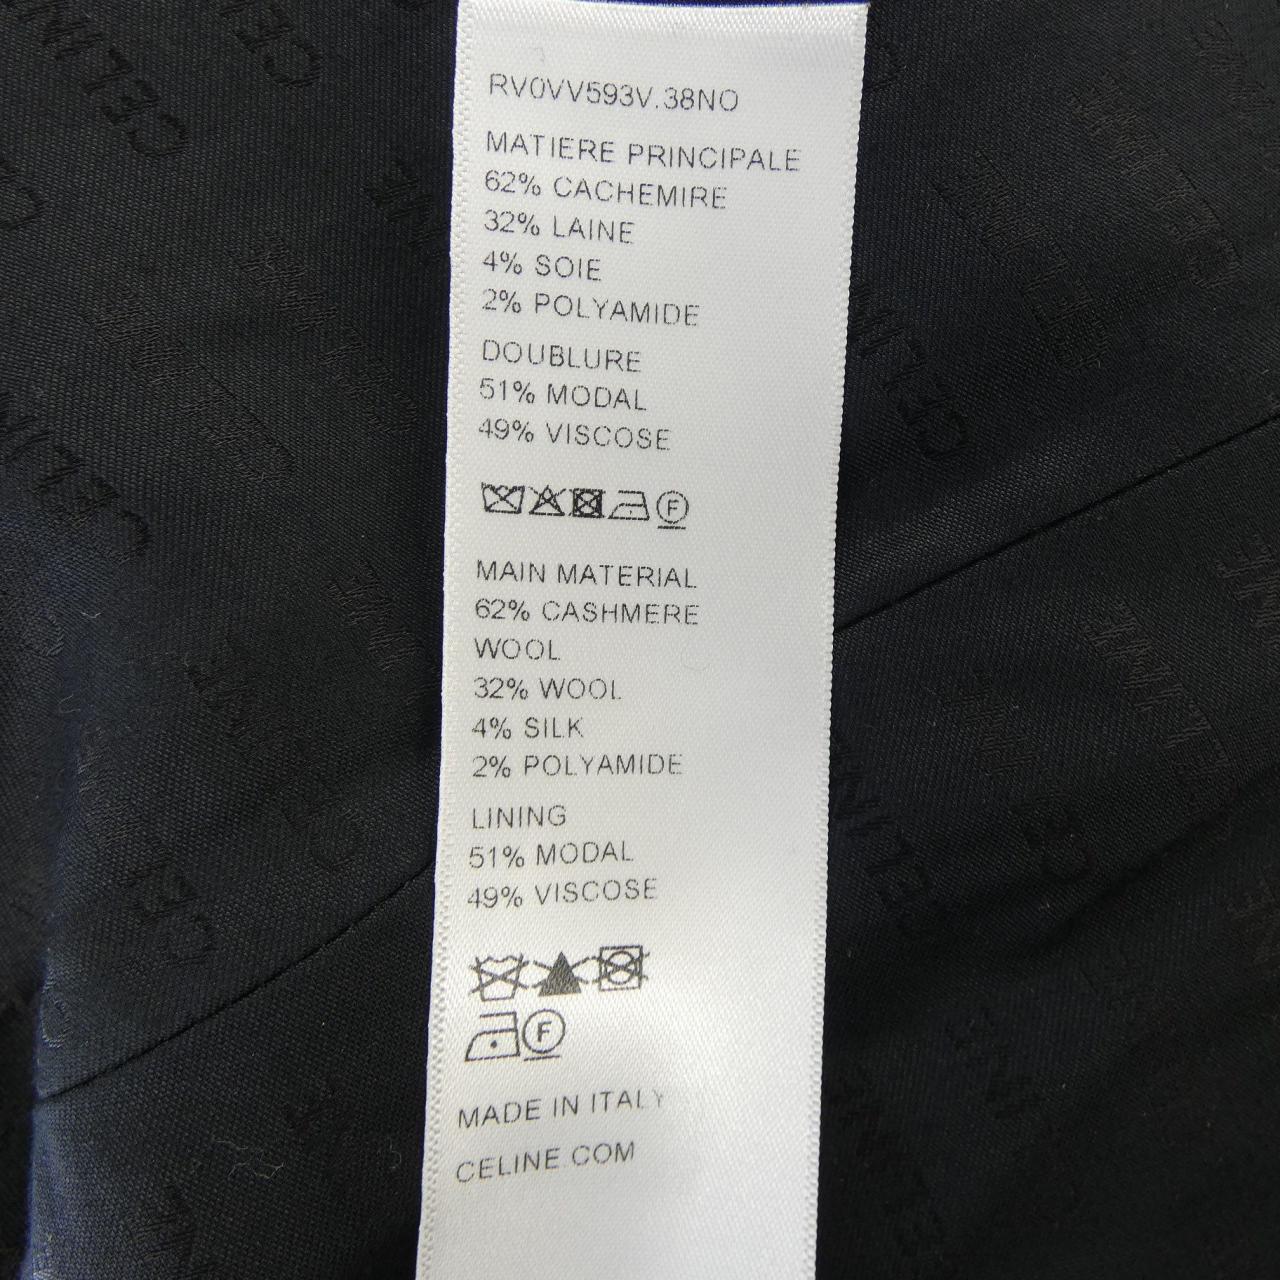 RV0VV593V.38NO
MATIERE PRINCIPALE
62% CACHEMIRE
32% LAINE
4% SOIE
2% POLYAMIDE
DOUBLURE
51% MODAL
49% VISCOSE
F
MAIN MATERIAL
62% CASHMERE
WOOL
32% WOOL
4% SILK
2% POLYAMIDE
LINING
51% MODAL
49% VISCOSE
F
MADE IN ITALY
CELINE.COM
CELINE